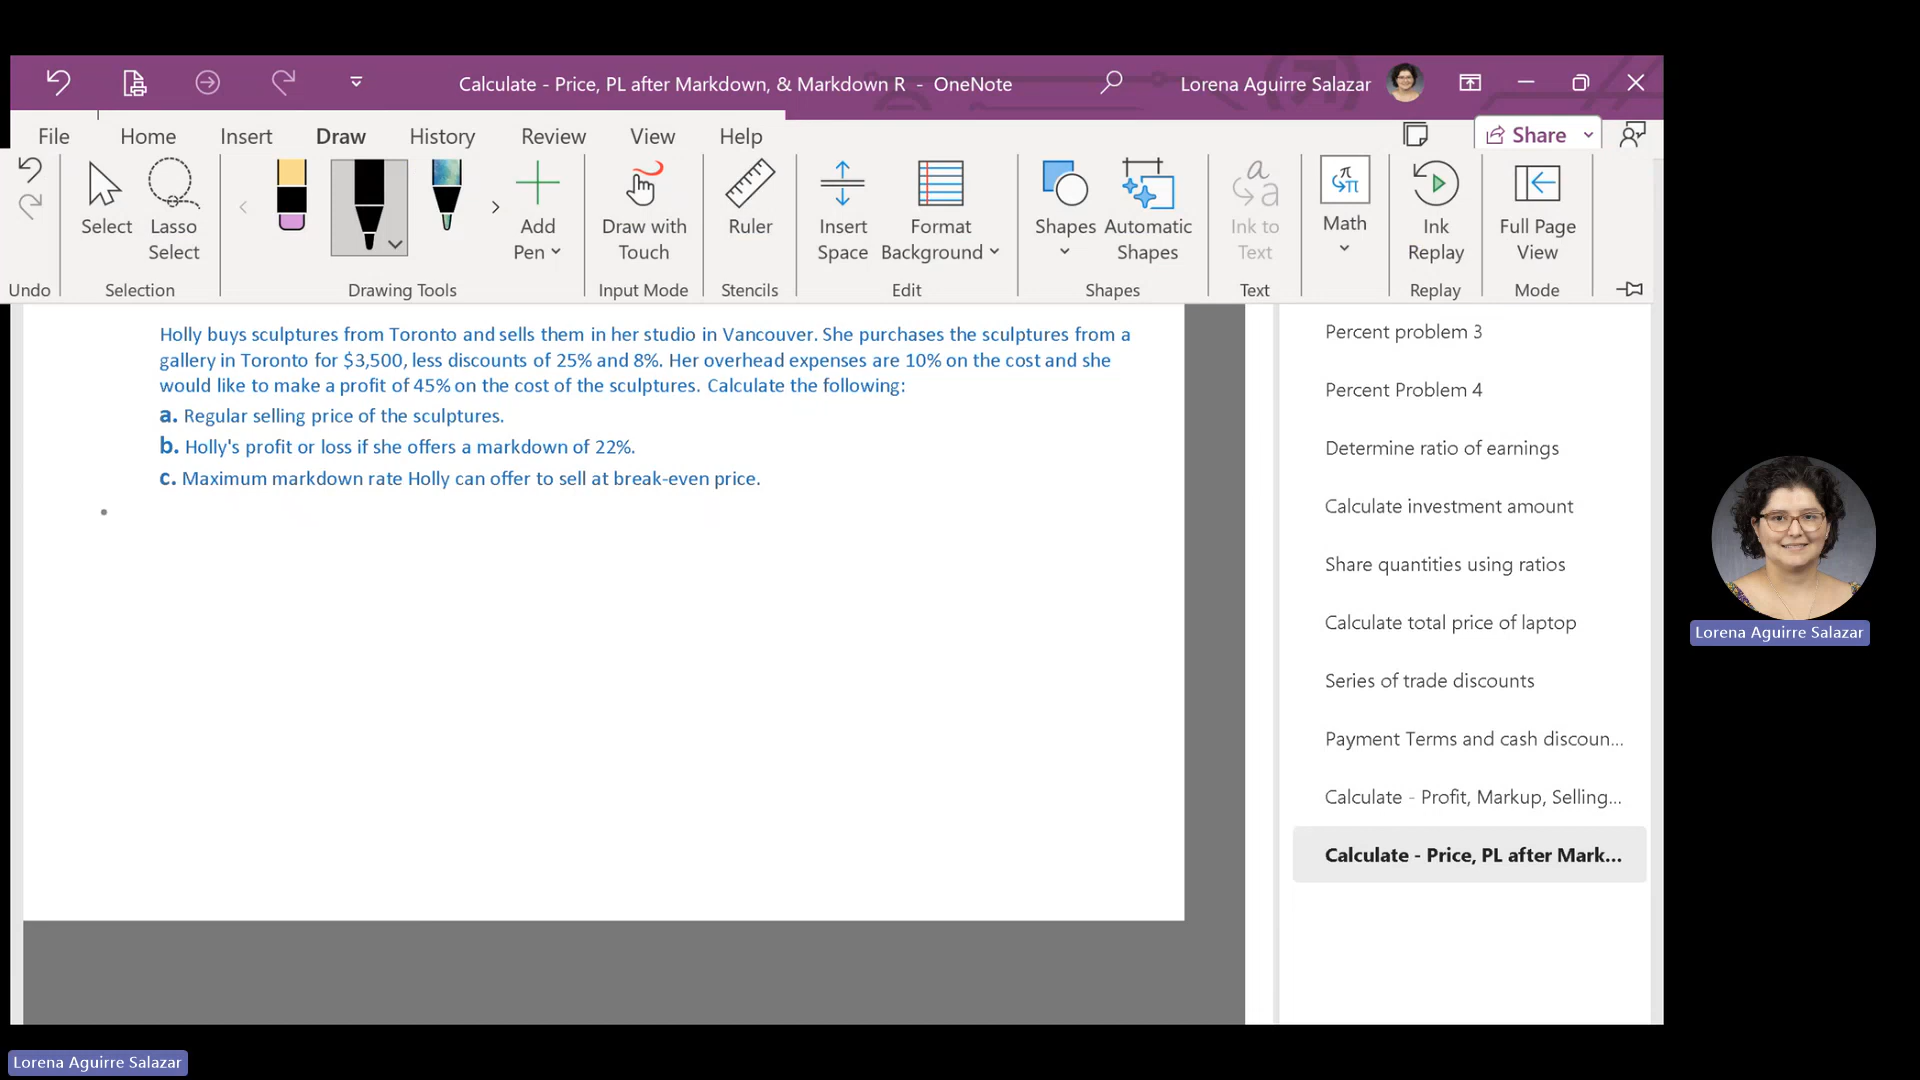 Calculate - Price, PL after Markdown, & Markdown R - OneNote
Lorena Aguirre Salazar
File Home Insert Draw History Review View Help
Share
Select
Lasso Select
Add Pen
Draw with Touch
Ruler
Insert Space
Format Background
Shapes
Automatic Shapes
Ink to Text
Math
Ink Replay
Full Page View
Undo Selection Drawing Tools Input Mode Stencils Edit Shapes Text Replay Mode
Holly buys sculptures from Toronto and sells them in her studio in Vancouver. She purchases the sculptures from a
gallery in Toronto for $3,500, less discounts of 25% and 8%. Her overhead expenses are 10% on the cost and she
would like to make a profit of 45% on the cost of the sculptures. Calculate the following:
a. Regular selling price of the sculptures.
b. Holly's profit or loss if she offers a markdown of 22%.
c. Maximum markdown rate Holly can offer to sell at break-even price.
Percent problem 3
Percent Problem 4
Determine ratio of earnings
Calculate investment amount
Share quantities using ratios
Calculate total price of laptop
Series of trade discounts
Payment Terms and cash discoun...
Calculate - Profit, Markup, Selling...
Calculate - Price, PL after Mark...
Lorena Aguirre Salazar
Lorena Aguirre Salazar